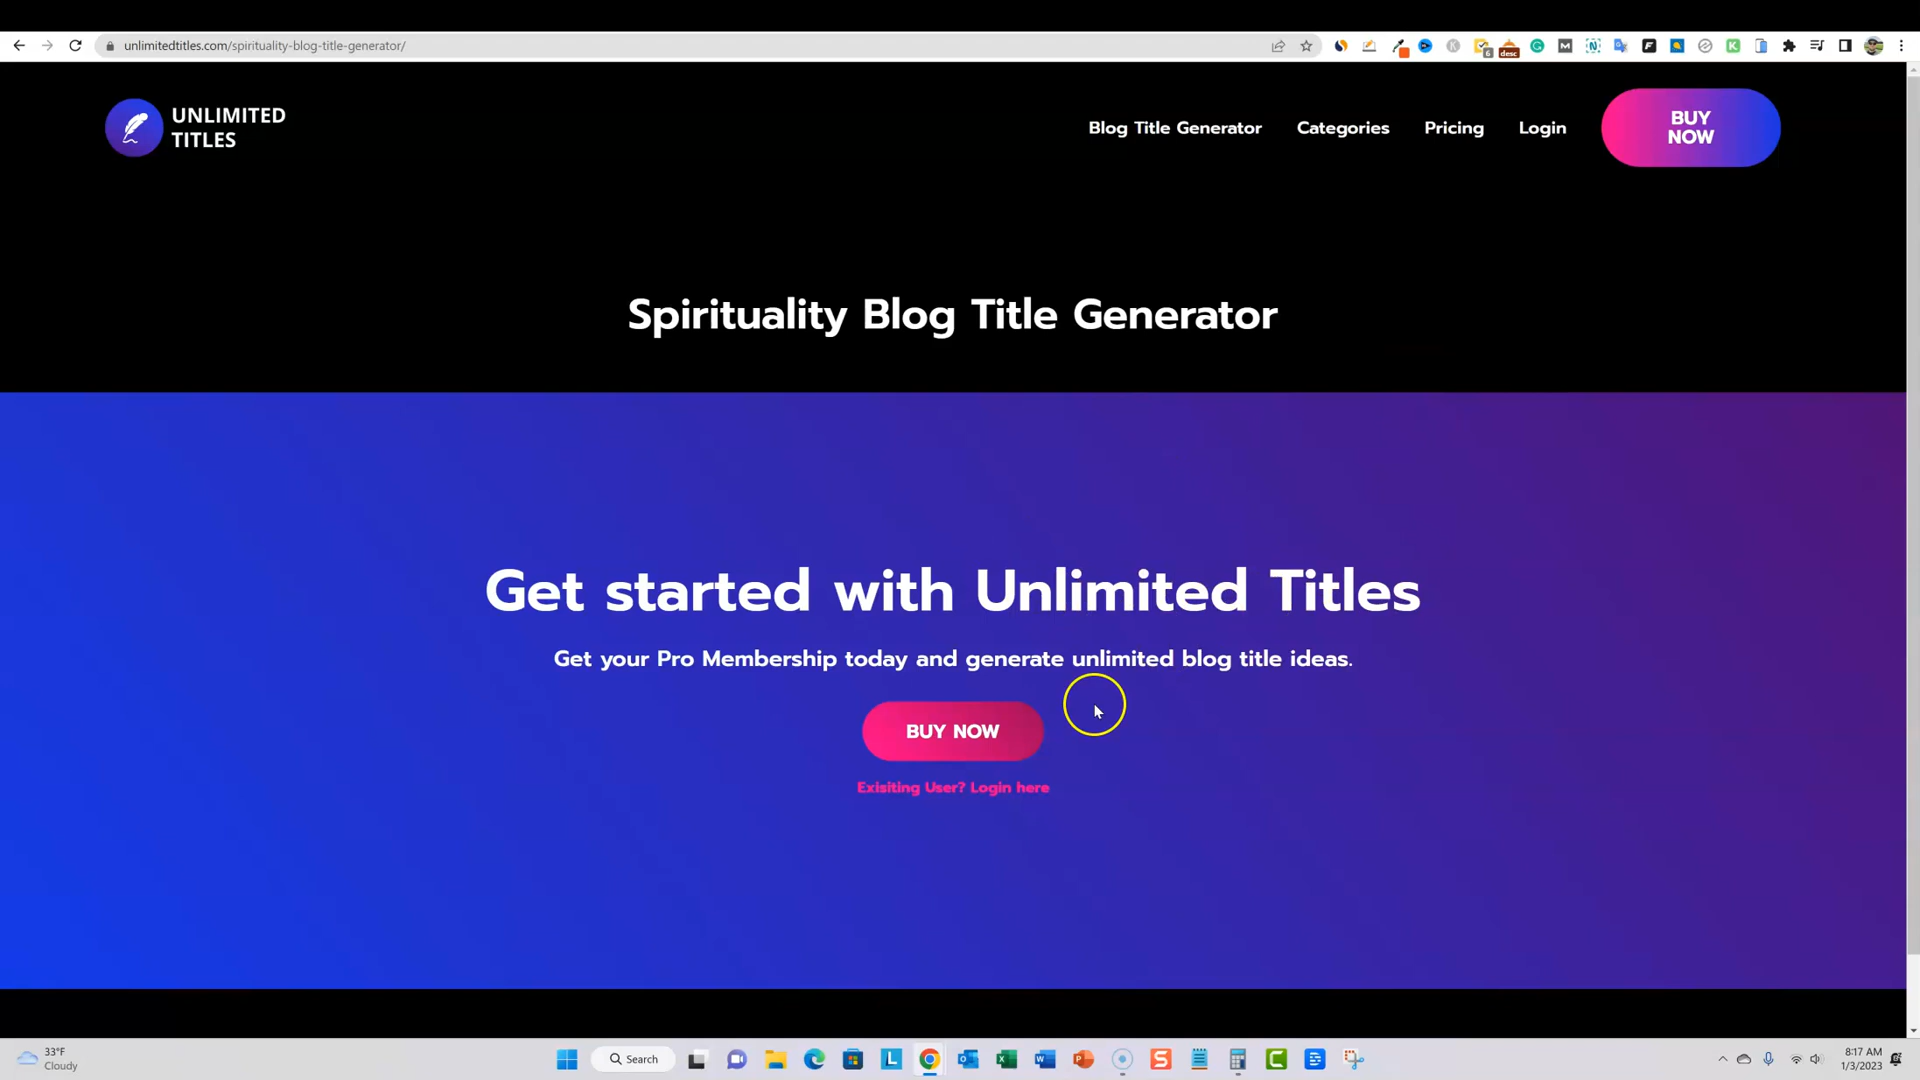 unlimitedtitles.com/spirituality-blog-title-generator/
6
desc
UNLIMITED
TITLES
Blog Title Generator
Categories
Pricing
Login
BUY
NOW
Spirituality Blog Title Generator
Get started with Unlimited Titles
Get your Pro Membership today and generate unlimited blog title ideas.
BUY NOW
Exisiting User? Login here
33°F
Cloudy
Search
8:17 AM
1/3/2023